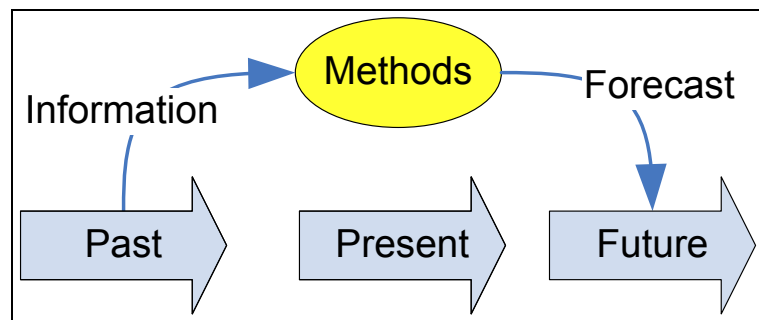 Methods
Forecast
Information
Past
Present
Future